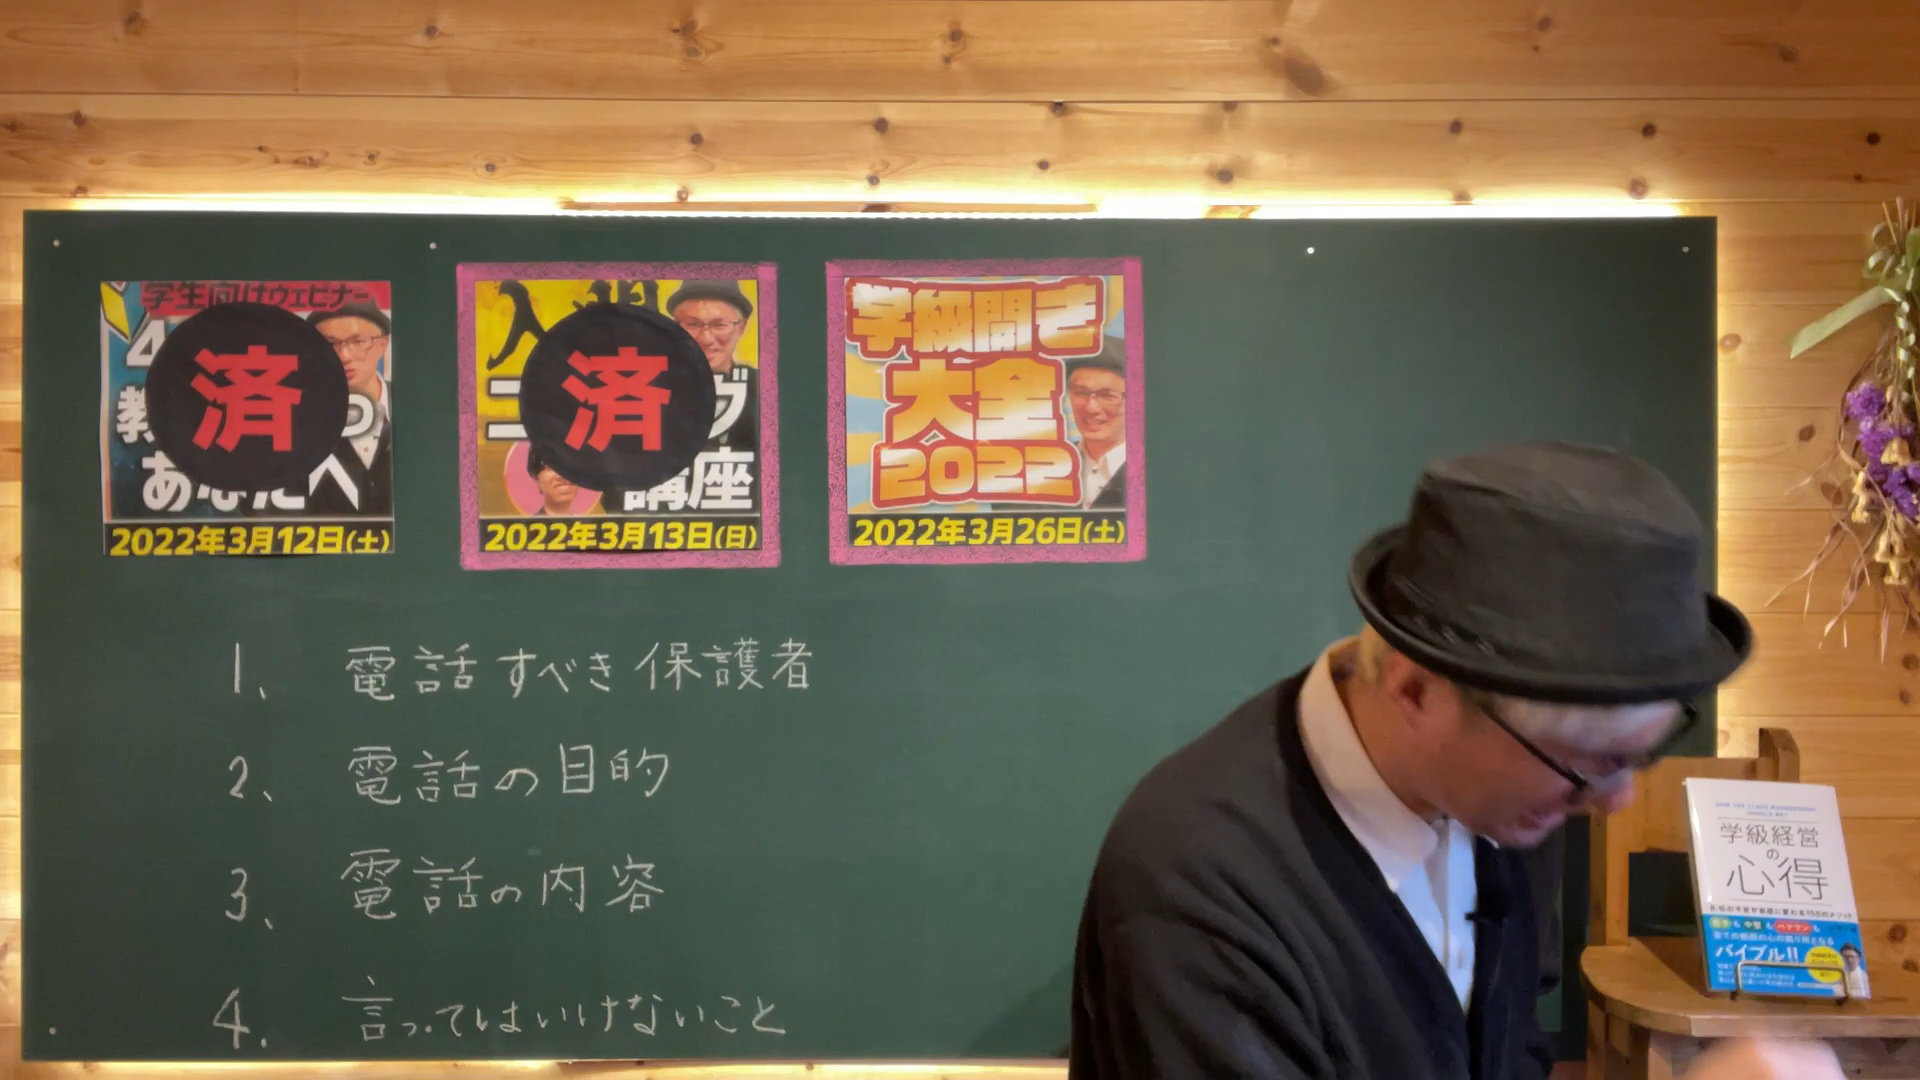 学生向けウェビナー
済
あなたへ
2022年3月12日(土)
済
講座
2022年3月13日(日)
学級開き
大全
2022
2022年3月26日(土)
1、 電話すべき保護者
2、 電話の目的
3、 電話の内容
4. 言ってはいけないこと
学級経営
の
心得
バイブル!!